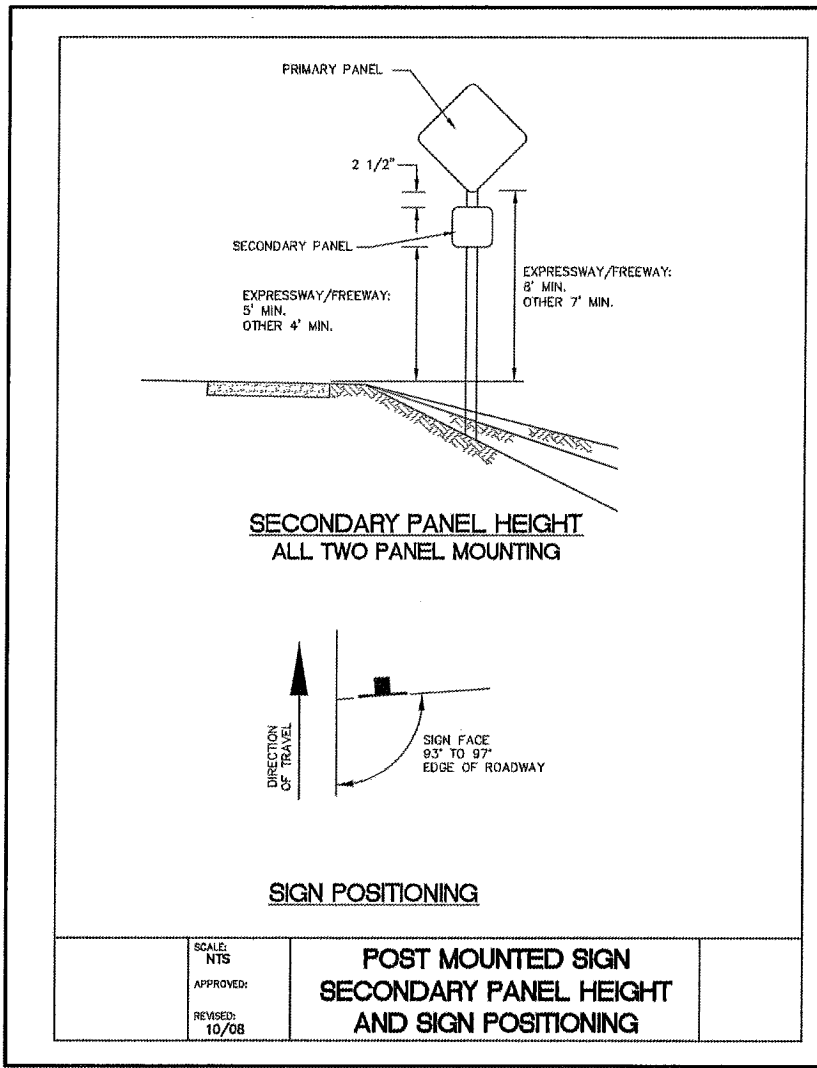 PRIMARY PANEL
2 1/2"
SECONDARY PANEL
EXPRESSWAY/FREEWAY:
5' MIN.
OTHER 4' MIN.
EXPRESSWAY/FREEWAY:
8' MIN.
OTHER 7' MIN.
SECONDARY PANEL HEIGHT
ALL TWO PANEL MOUNTING
DIRECTION
OF TRAVEL
SIGN FACE
93° TO 97°
EDGE OF ROADWAY
SIGN POSITIONING
SCALE:
NTS
APPROVED:
REVISED:
10/08
POST MOUNTED SIGN
SECONDARY PANEL HEIGHT
AND SIGN POSITIONING